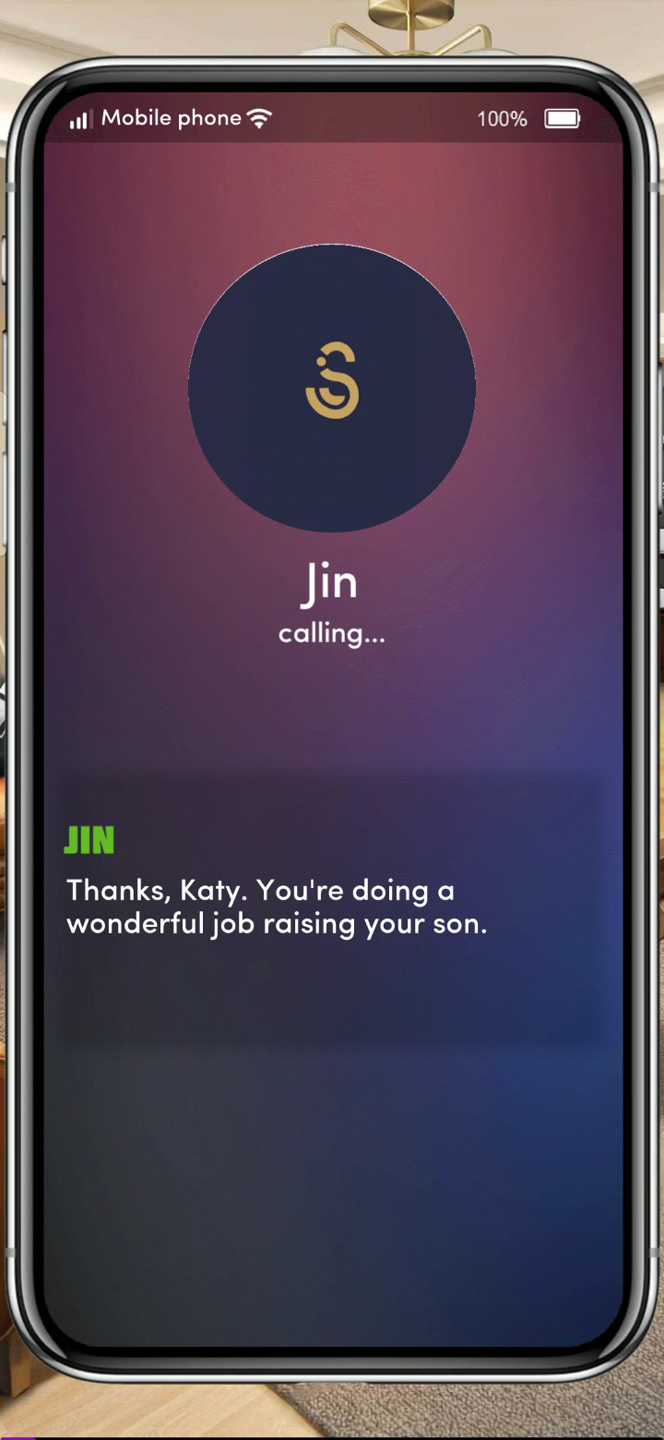 Mobile phone 100%
Jin
calling...
JIN
Thanks, Katy. You're doing a
wonderful job raising your son.